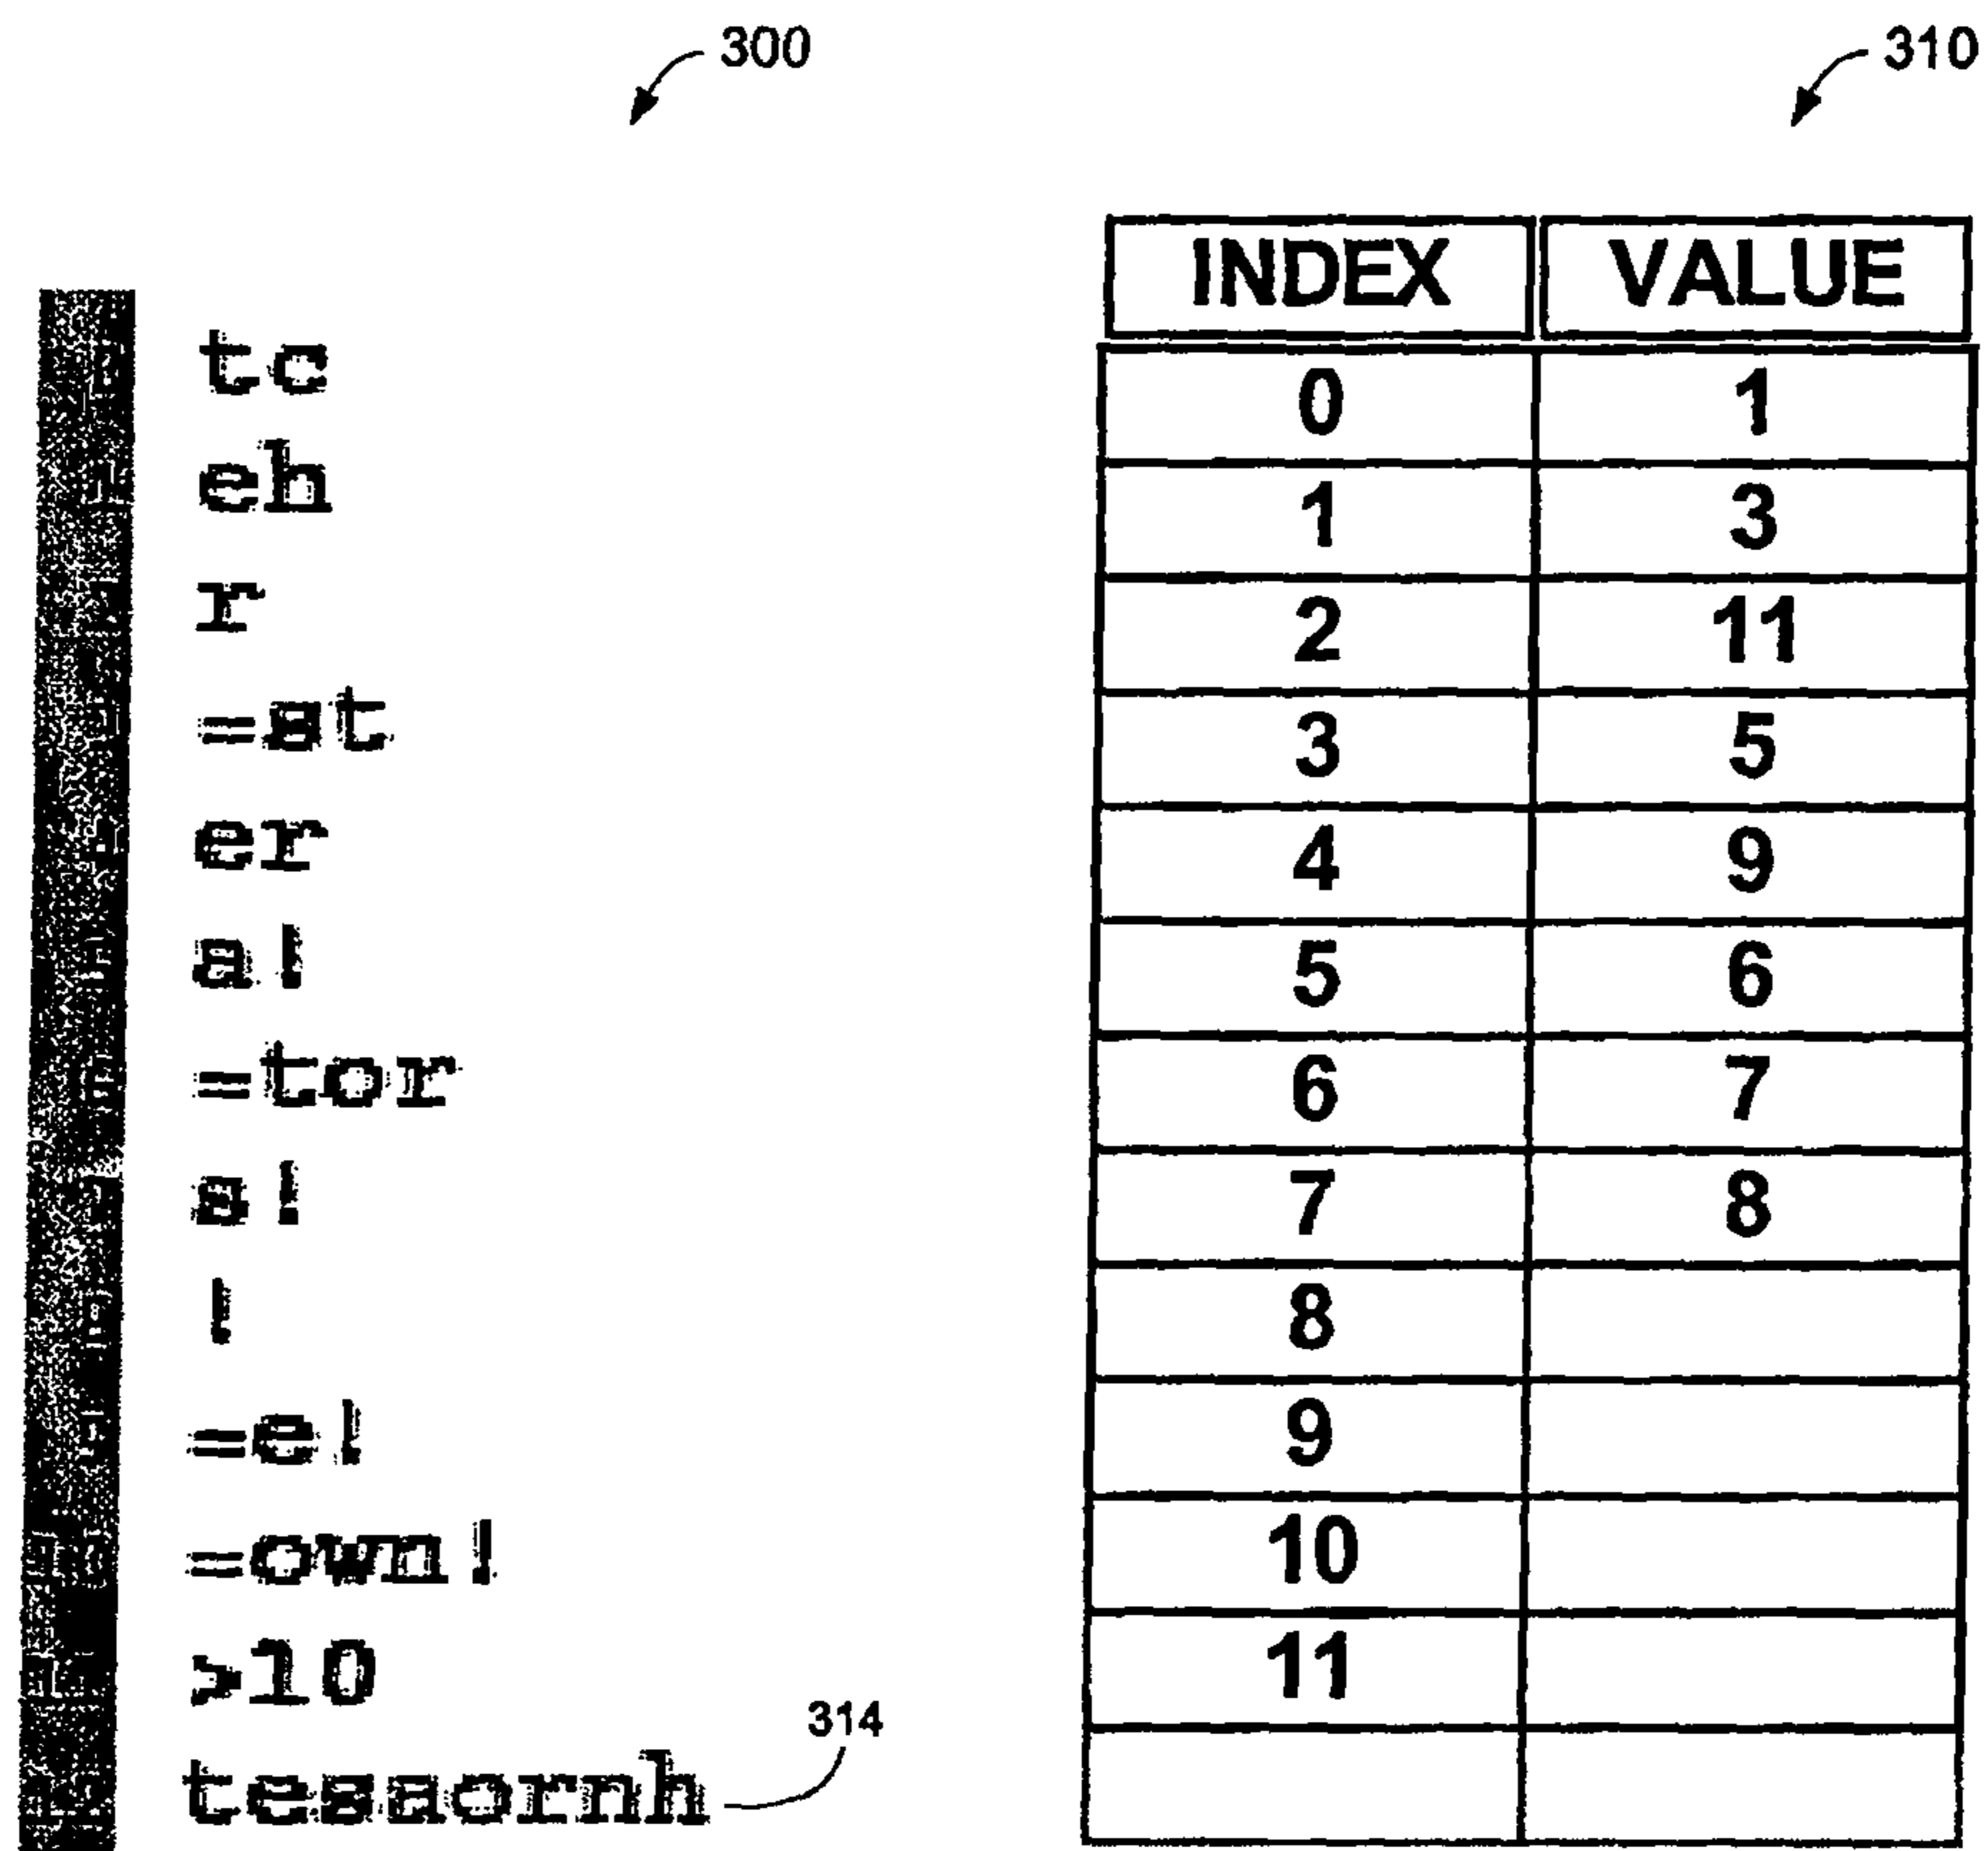 300
tc
eh
r
=st
er
a!
=tor
s!
!
=e!
=own!
>10
tesaornh
314
310
INDEX VALUE
0 1
1 3
2 11
3 5
4 9
5 6
6 7
7 8
8
9
10
11